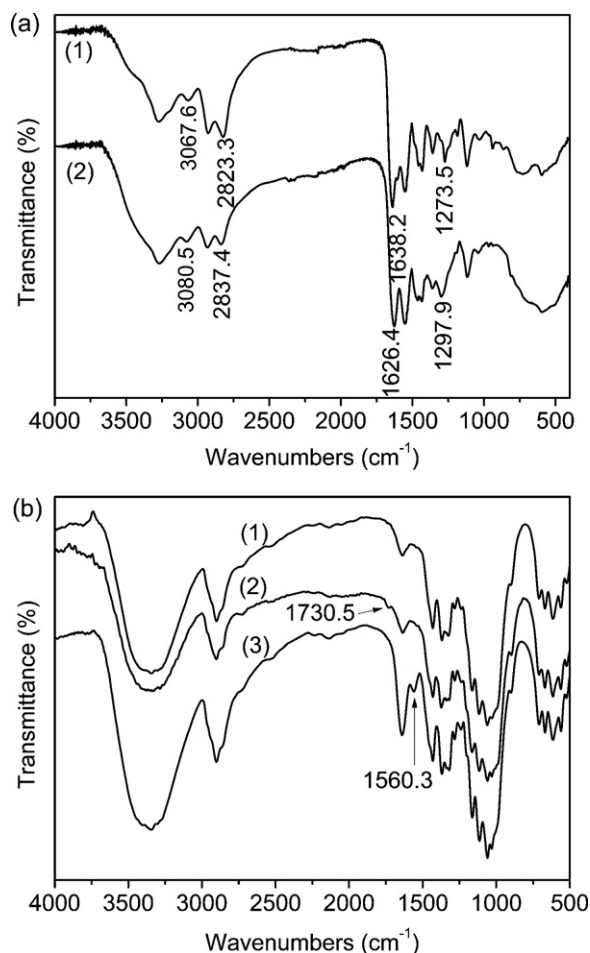 (a)
(1)
(2)
3067.6
2823.3
3080.5
2837.4
1638.2
1273.5
1626.4
1297.9
Transmittance (%)
4000 3500 3000 2500 2000 1500 1000 500
Wavenumbers (cm⁻¹)
(b)
(1)
(2)
1730.5
(3)
1560.3
Transmittance (%)
4000 3500 3000 2500 2000 1500 1000 500
Wavenumbers (cm⁻¹)